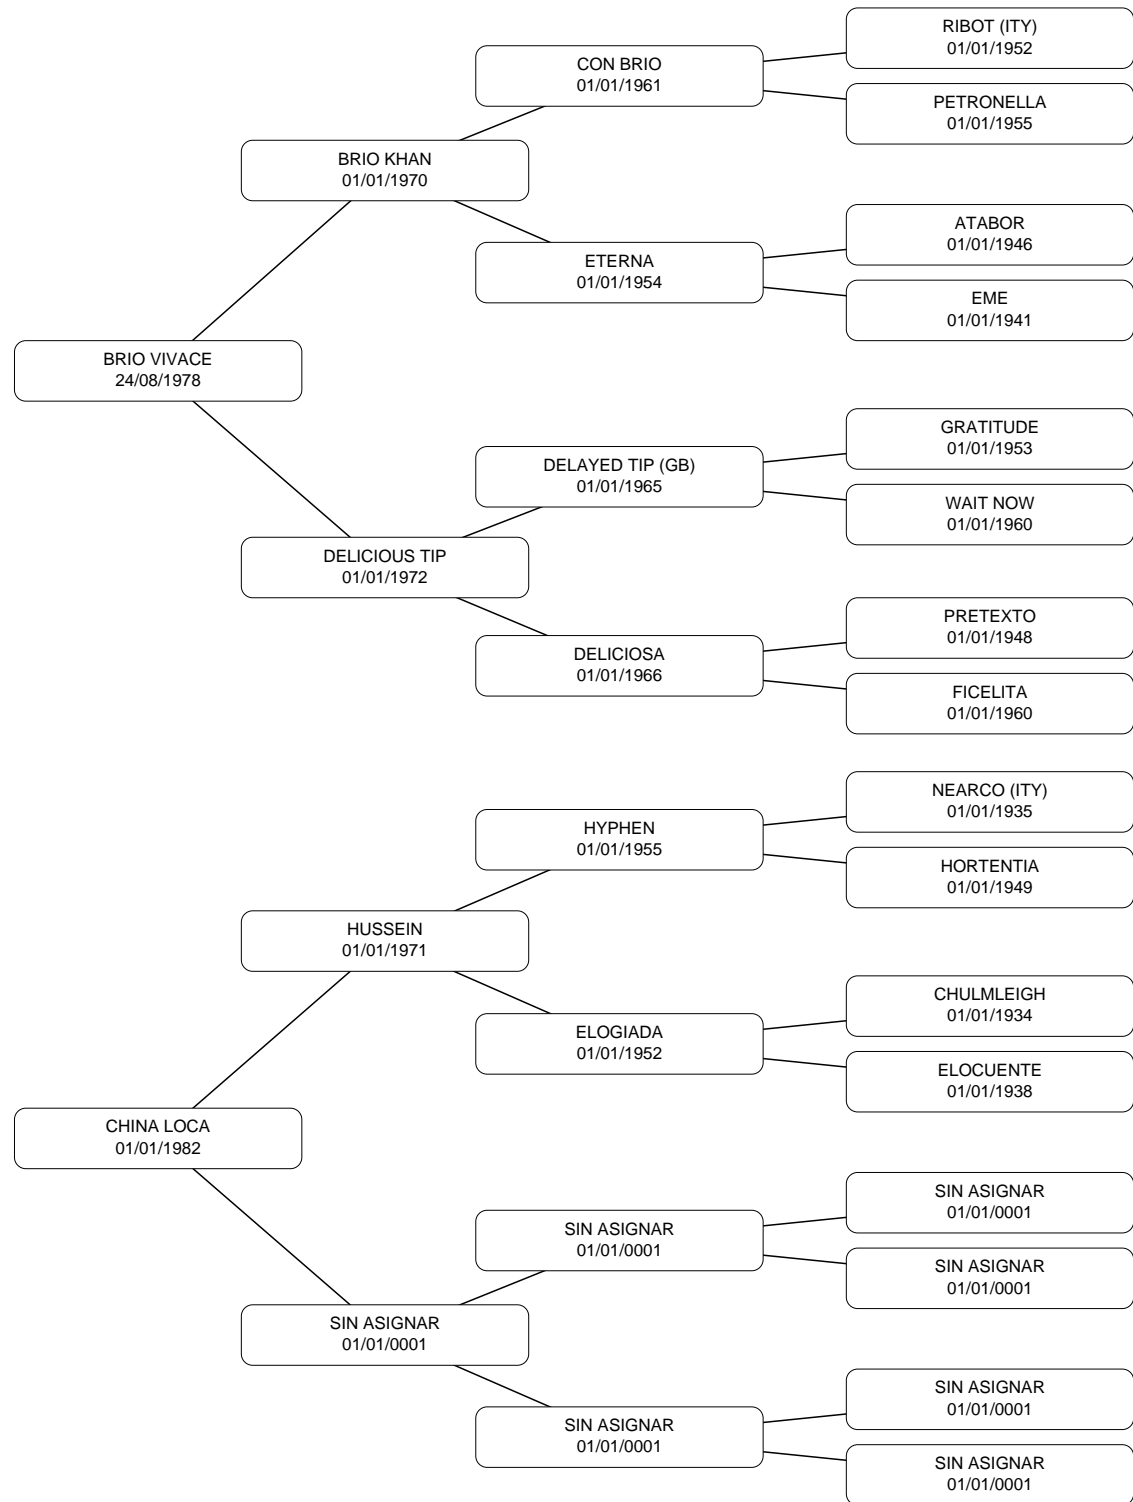 RIBOT (ITY)
01/01/1952
CON BRIO
01/01/1961
PETRONELLA
01/01/1955
BRIO KHAN
01/01/1970
ATABOR
01/01/1946
ETERNA
01/01/1954
EME
01/01/1941
BRIO VIVACE
24/08/1978
GRATITUDE
01/01/1953
DELAYED TIP (GB)
01/01/1965
WAIT NOW
01/01/1960
DELICIOUS TIP
01/01/1972
PRETEXTO
01/01/1948
DELICIOSA
01/01/1966
FICELITA
01/01/1960
NEARCO (ITY)
01/01/1935
HYPHEN
01/01/1955
HORTENTIA
01/01/1949
HUSSEIN
01/01/1971
CHULMLEIGH
01/01/1934
ELOGIADA
01/01/1952
ELOCUENTE
01/01/1938
CHINA LOCA
01/01/1982
SIN ASIGNAR
01/01/0001
SIN ASIGNAR
01/01/0001
SIN ASIGNAR
01/01/0001
SIN ASIGNAR
01/01/0001
SIN ASIGNAR
01/01/0001
SIN ASIGNAR
01/01/0001
SIN ASIGNAR
01/01/0001